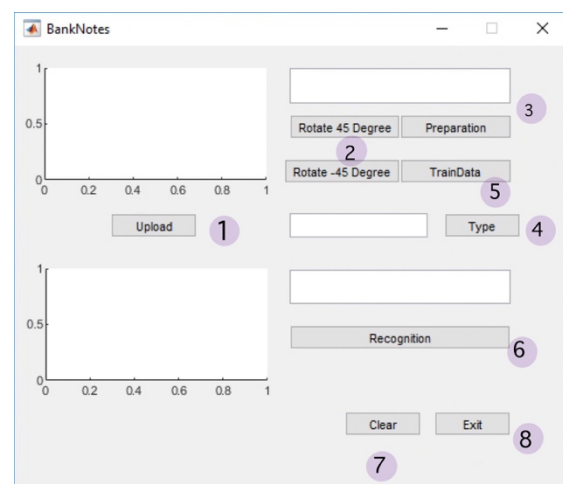 BankNotes
1
0.5
0
0 0.2 0.4 0.6 0.8 1
3
Rotate 45 Degree Preparation
2
Rotate -45 Degree TrainData
5
Upload 1 Type 4
1
0.5
0
0 0.2 0.4 0.6 0.8 1
Recognition
6
Clear Exit
8
7